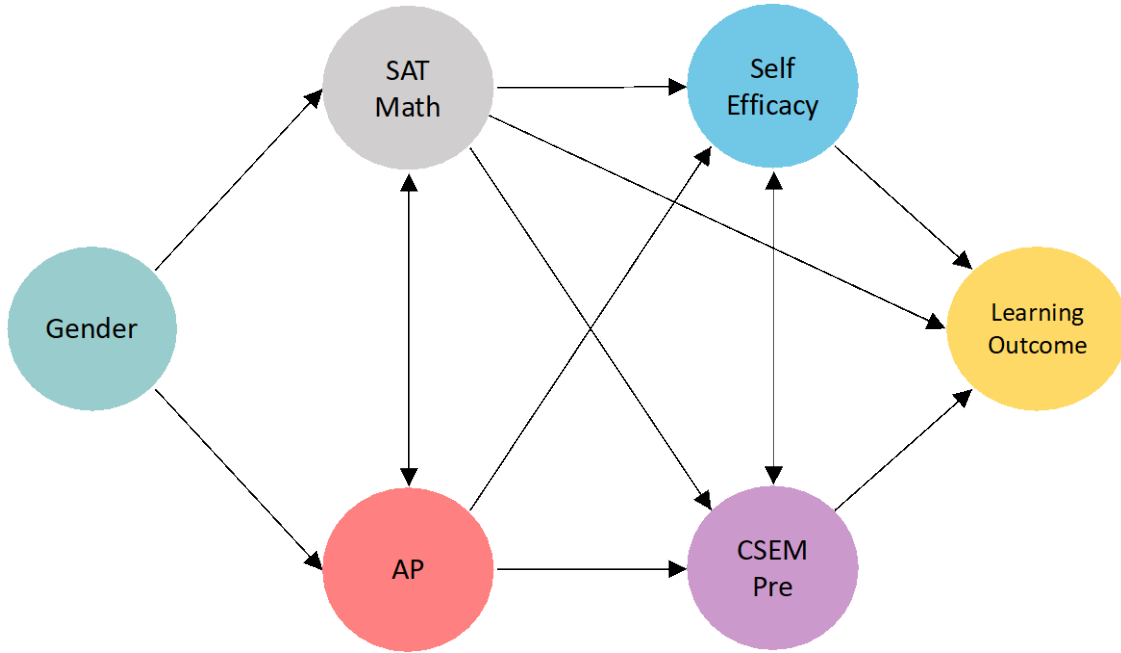 SAT
Math
Self
Efficacy
Gender
Learning
Outcome
AP
CSEM
Pre